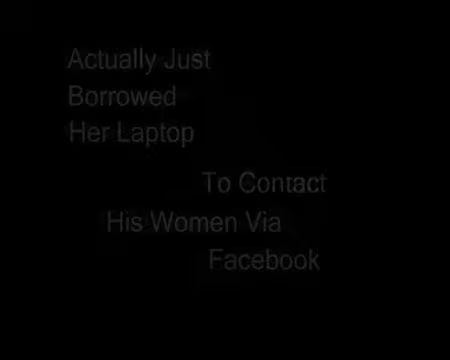 Actually Just
Borrowed
Her Laptop
To Contact
His Women Via
Facebook